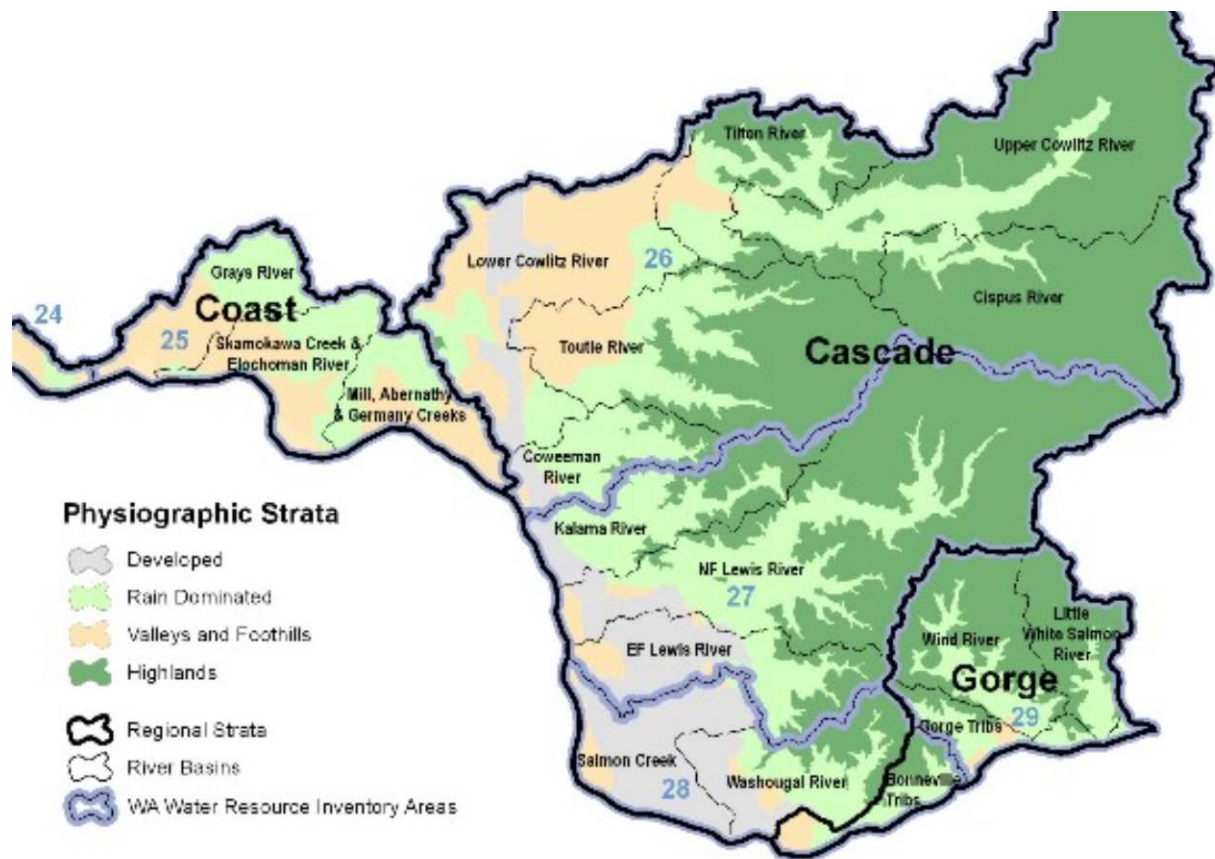 Tilton River
Upper Cowlitz River
Lower Cowlitz River
26
Grays River
Cispus River
24
Coast
25
Skamokawa Creek &
Elochoman River
Toutle River
Cascade
Mill, Abernathy
& Germany Creeks
Coweeman
River
Kalama River
NF Lewis River
27
Little
White Salmon
River
Wind River
EF Lewis River
Gorge
Gorge Tribs
29
Salmon Creek
28
Washougal River
Bonneville
Tribs
Physiographic Strata
Developed
Rain Dominated
Valleys and Foothills
Highlands
Regional Strata
River Basins
WA Water Resource Inventory Areas